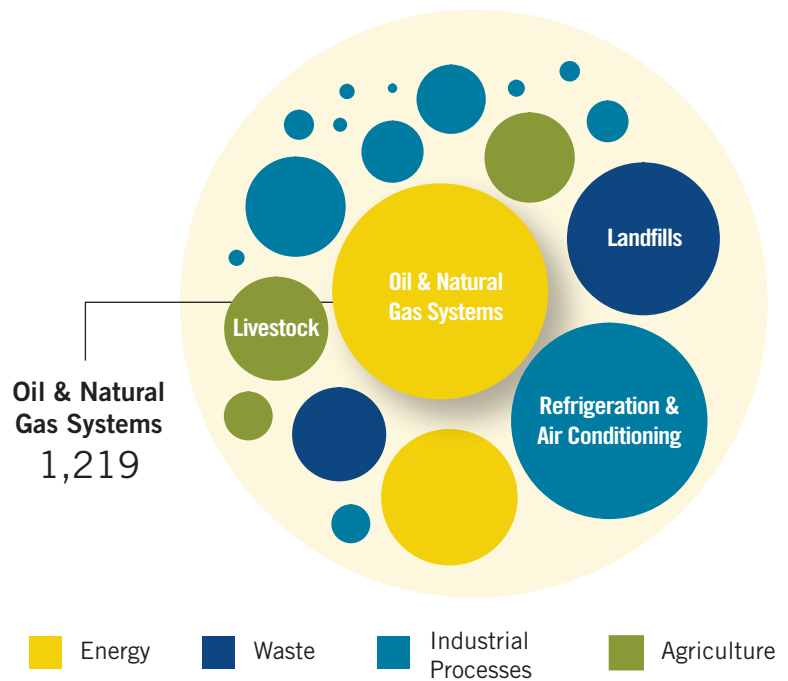 Landfills
Oil & Natural
Gas Systems
Livestock
Oil & Natural
Gas Systems
1,219
Refrigeration &
Air Conditioning
Energy
Waste
Industrial
Processes
Agriculture